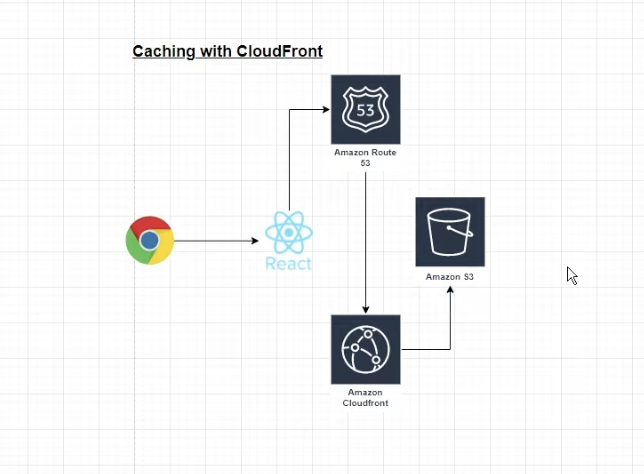 Caching with CloudFront
53
Amazon Route
53
React
Amazon S3
Amazon
Cloudfront